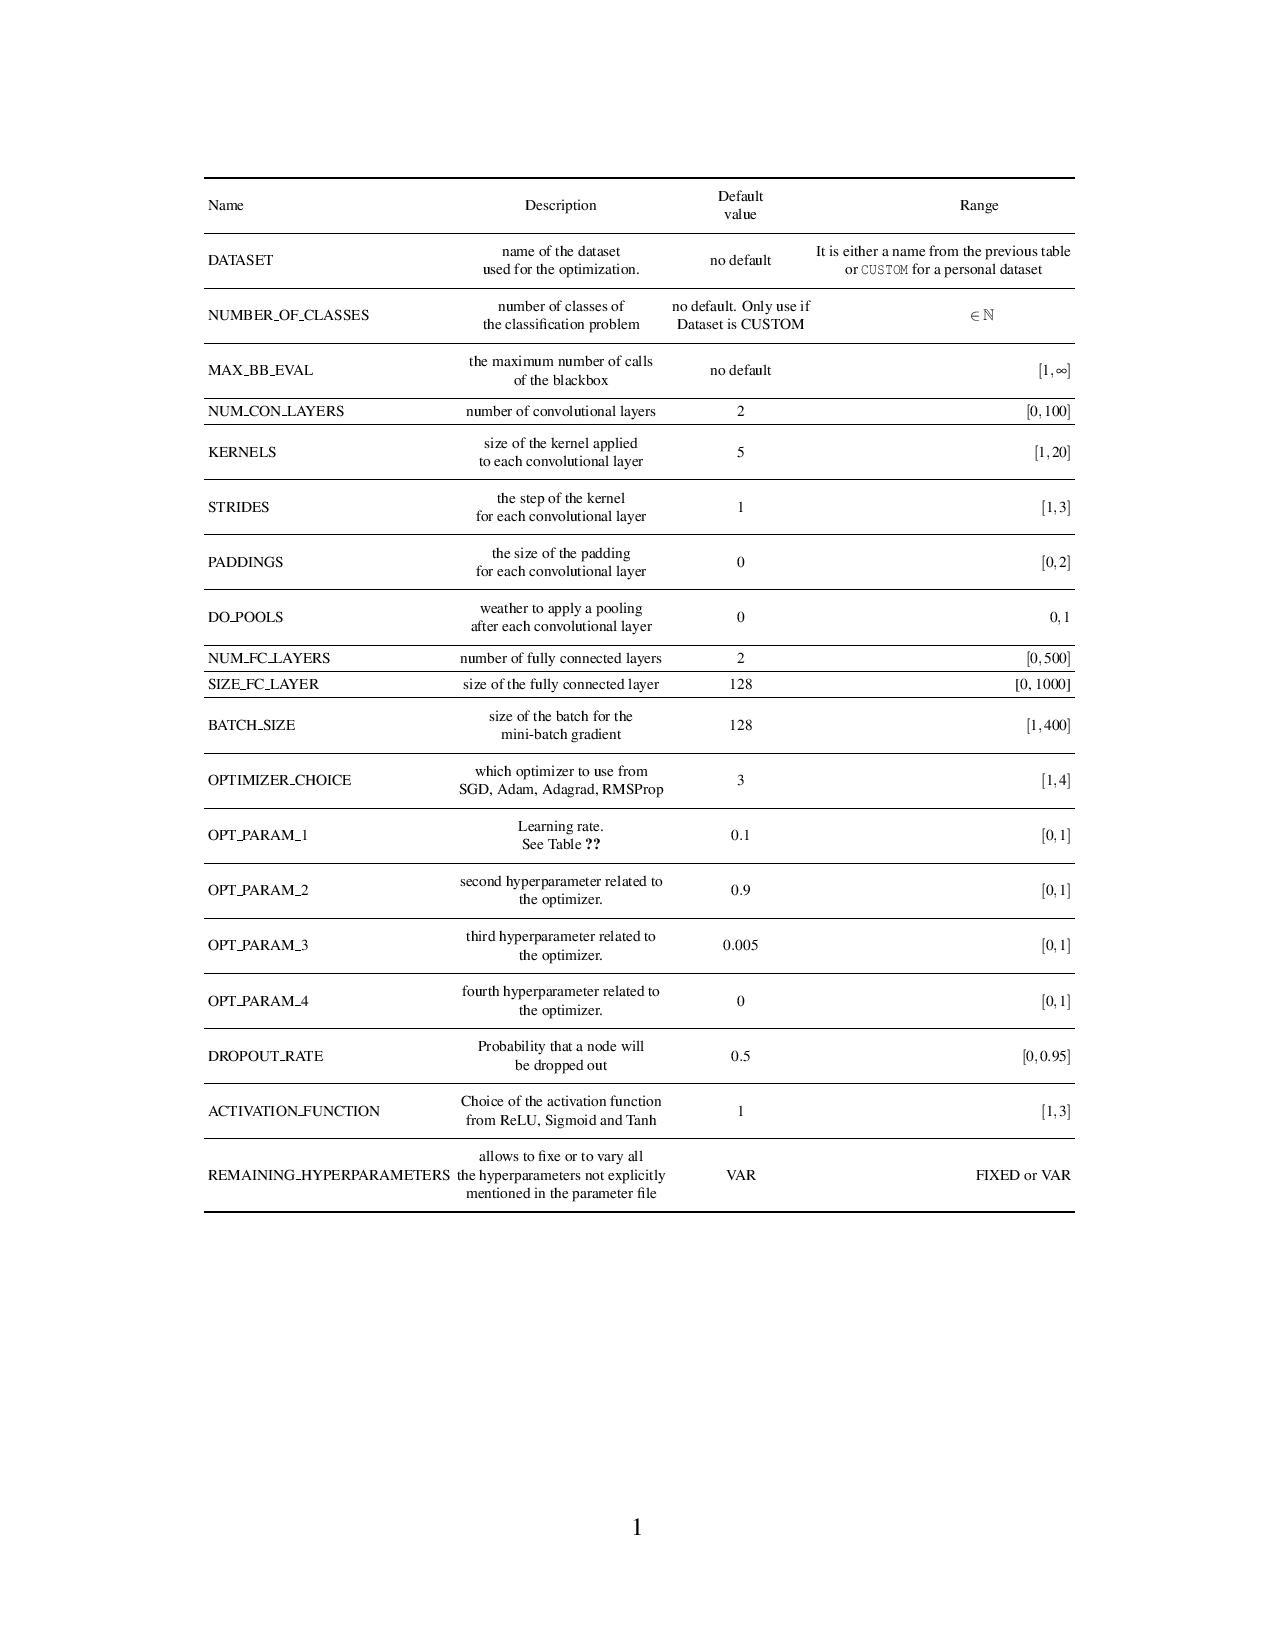 Name Description Default value Range
DATASET name of the dataset used for the optimization. no default It is either a name from the previous table or CUSTOM for a personal dataset
NUMBER_OF_CLASSES number of classes of the classification problem no default. Only use if Dataset is CUSTOM ∈ ℕ
MAX_BB_EVAL the maximum number of calls of the blackbox no default [1,∞]
NUM_CON_LAYERS number of convolutional layers 2 [0,100]
KERNELS size of the kernel applied to each convolutional layer 5 [1,20]
STRIDES the step of the kernel for each convolutional layer 1 [1,3]
PADDINGS the size of the padding for each convolutional layer 0 [0,2]
DO_POOLS weather to apply a pooling after each convolutional layer 0 0,1
NUM_FC_LAYERS number of fully connected layers 2 [0,500]
SIZE_FC_LAYER size of the fully connected layer 128 [0, 1000]
BATCH_SIZE size of the batch for the mini-batch gradient 128 [1,400]
OPTIMIZER_CHOICE which optimizer to use from SGD, Adam, Adagrad, RMSProp 3 [1,4]
OPT_PARAM_1 Learning rate. See Table ?? 0.1 [0,1]
OPT_PARAM_2 second hyperparameter related to the optimizer. 0.9 [0,1]
OPT_PARAM_3 third hyperparameter related to the optimizer. 0.005 [0,1]
OPT_PARAM_4 fourth hyperparameter related to the optimizer. 0 [0,1]
DROPOUT_RATE Probability that a node will be dropped out 0.5 [0,0.95]
ACTIVATION_FUNCTION Choice of the activation function from ReLU, Sigmoid and Tanh 1 [1,3]
REMAINING_HYPERPARAMETERS allows to fixe or to vary all the hyperparameters not explicitly mentioned in the parameter file VAR FIXED or VAR
1